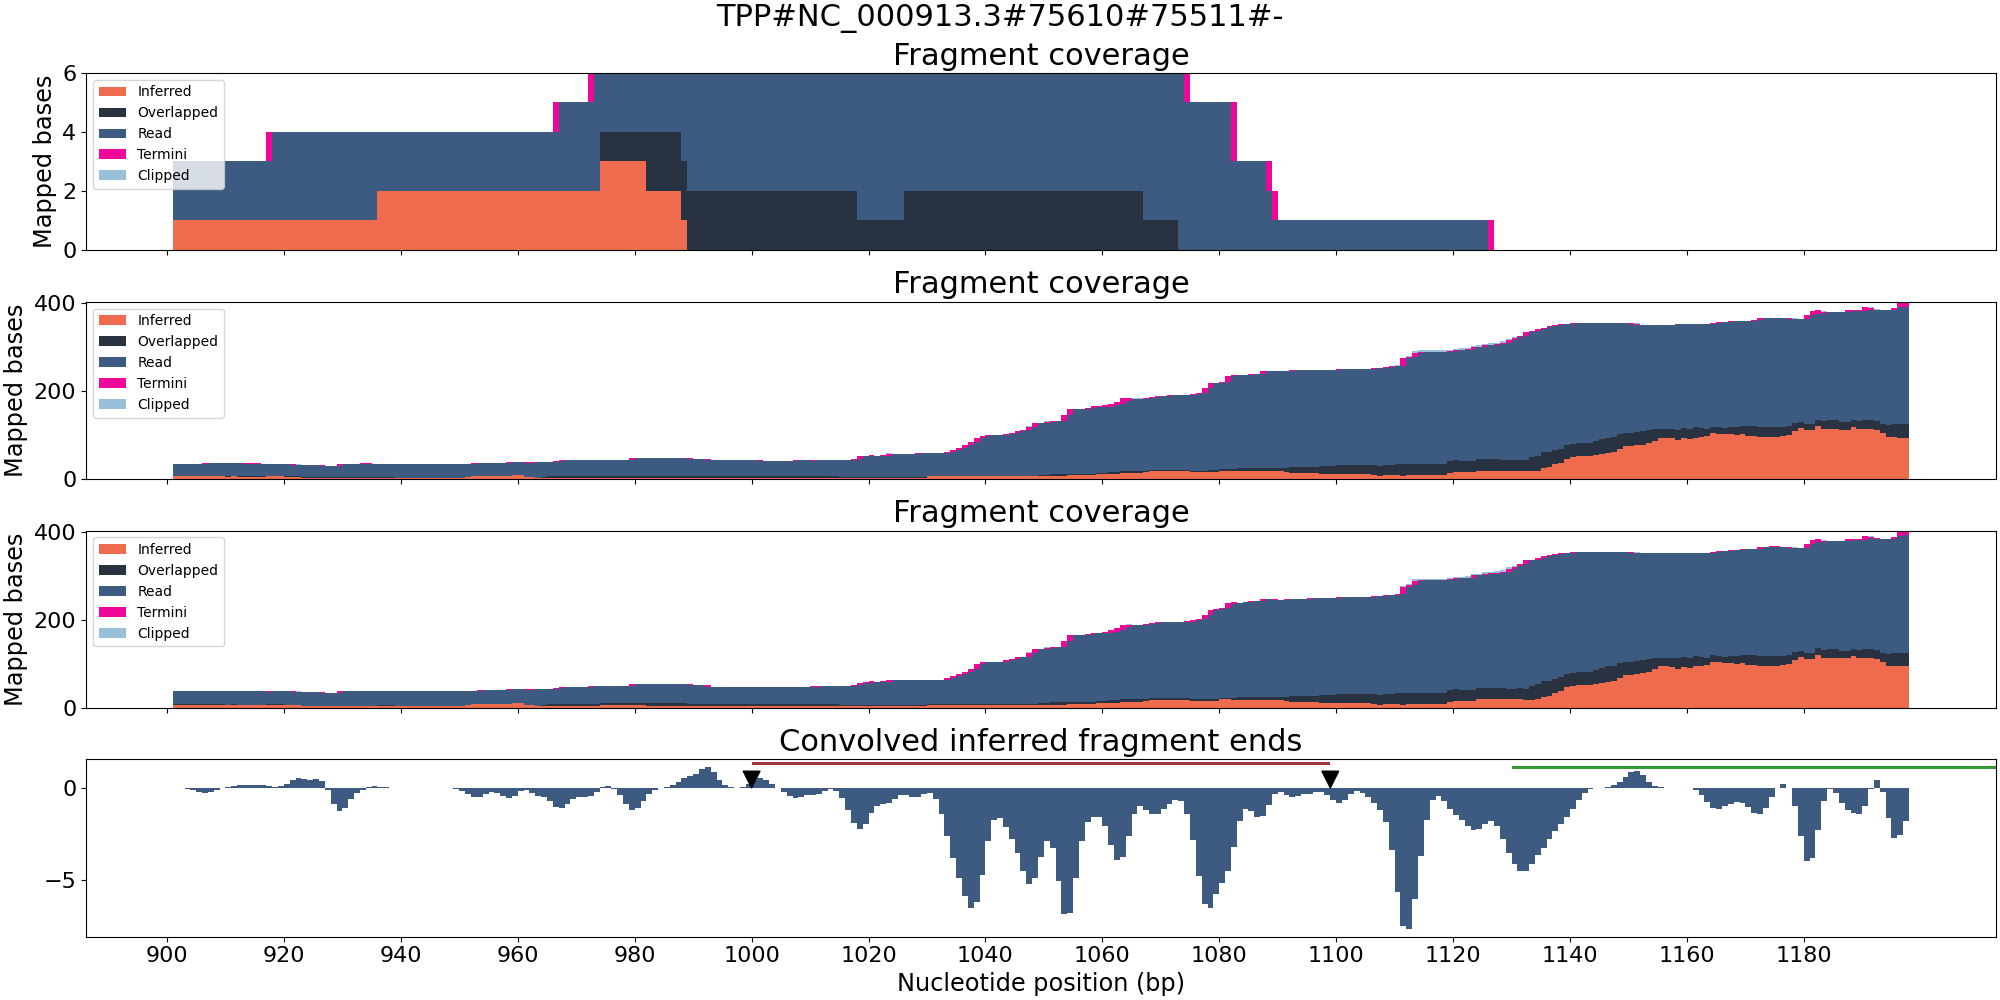 TPP#NC_000913.3#75610#75511#-
Fragment coverage
Mapped bases
6
4
2
0
Inferred
Overlapped
Read
Termini
Clipped
Fragment coverage
Mapped bases
400
200
0
Inferred
Overlapped
Read
Termini
Clipped
Fragment coverage
Mapped bases
400
200
0
Inferred
Overlapped
Read
Termini
Clipped
Convolved inferred fragment ends
0
−5
900 920 940 960 980 1000 1020 1040 1060 1080 1100 1120 1140 1160 1180
Nucleotide position (bp)